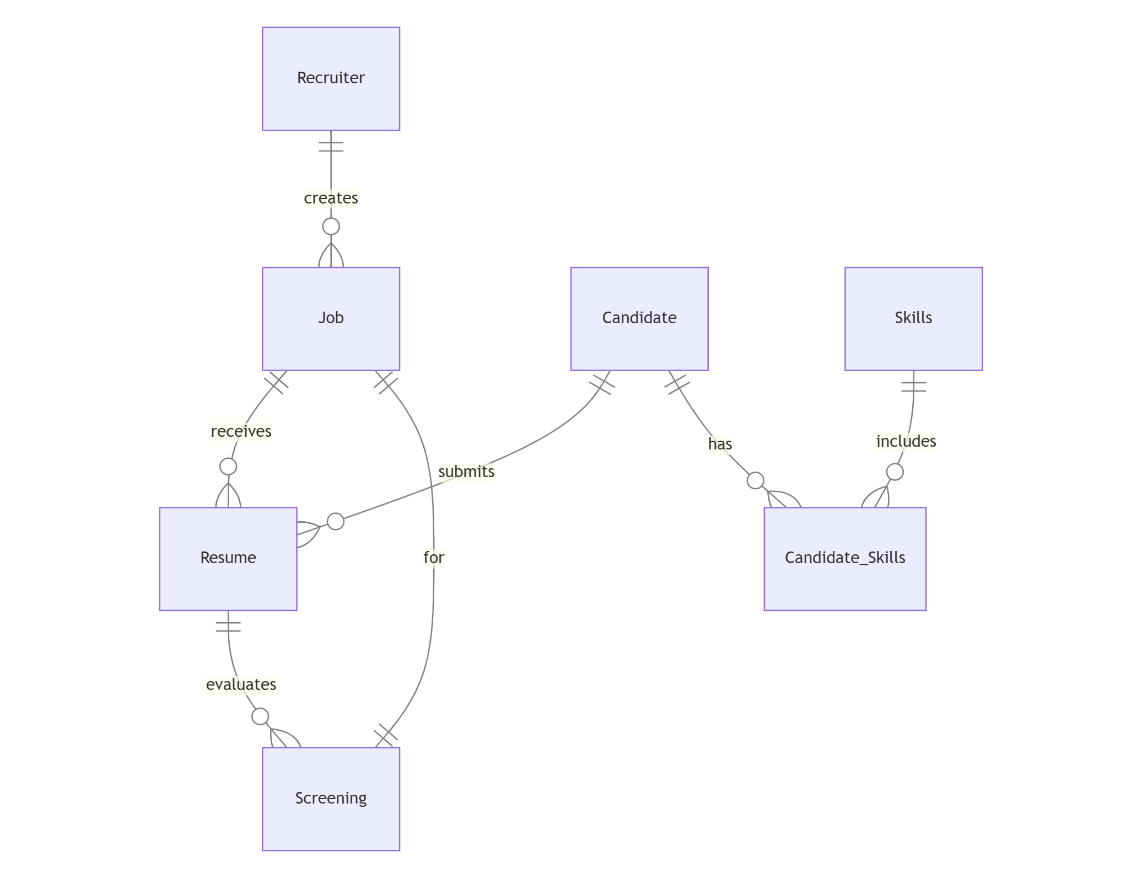 Recruiter
creates
Job
Candidate
Skills
receives
has
includes
submits
Resume
for
Candidate_Skills
evaluates
Screening